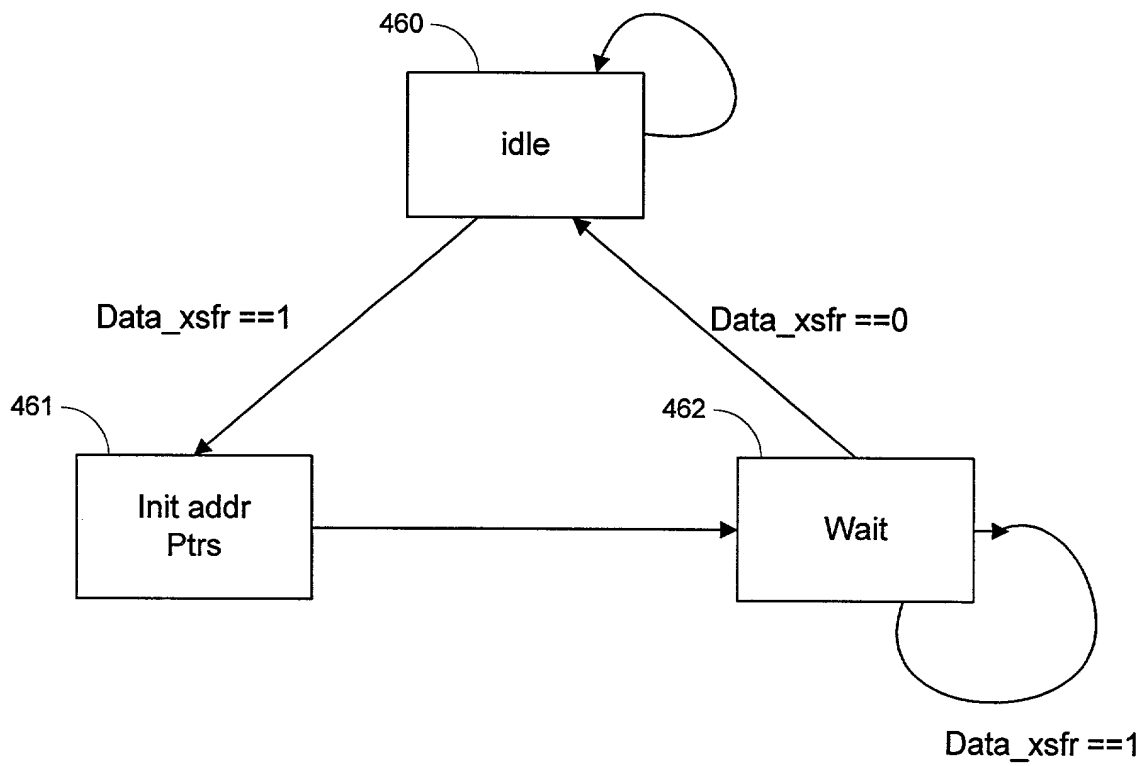 460
idle
Data_xsfr ==1
Data_xsfr ==0
461
462
Init addr
Ptrs
Wait
Data_xsfr ==1